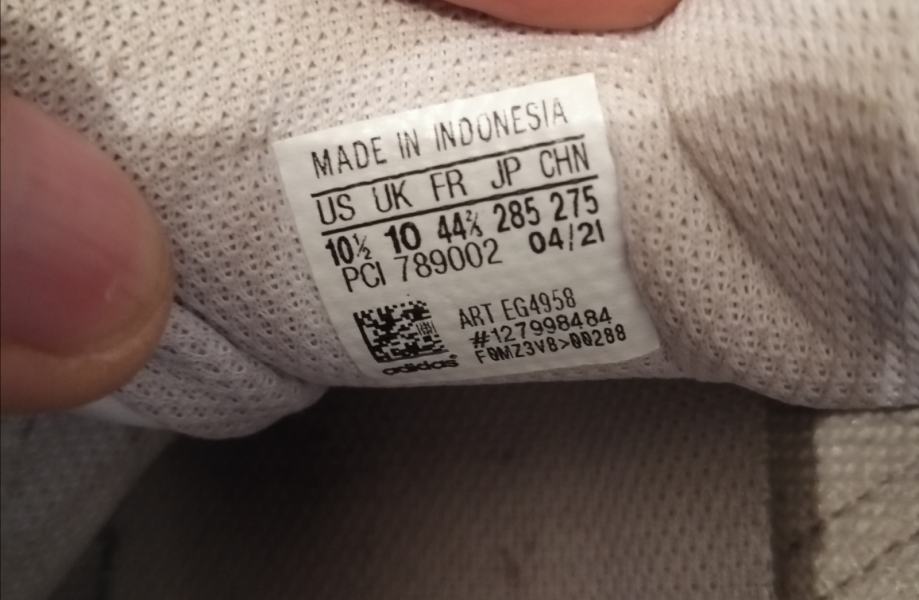 MADE IN INDONESIA
US UK FR JP CHN
10½ 10 44⅔ 285 275
PCI 789002 04/21
ART EG4958
#127998484
F0MZ3V8>00288
adidas®